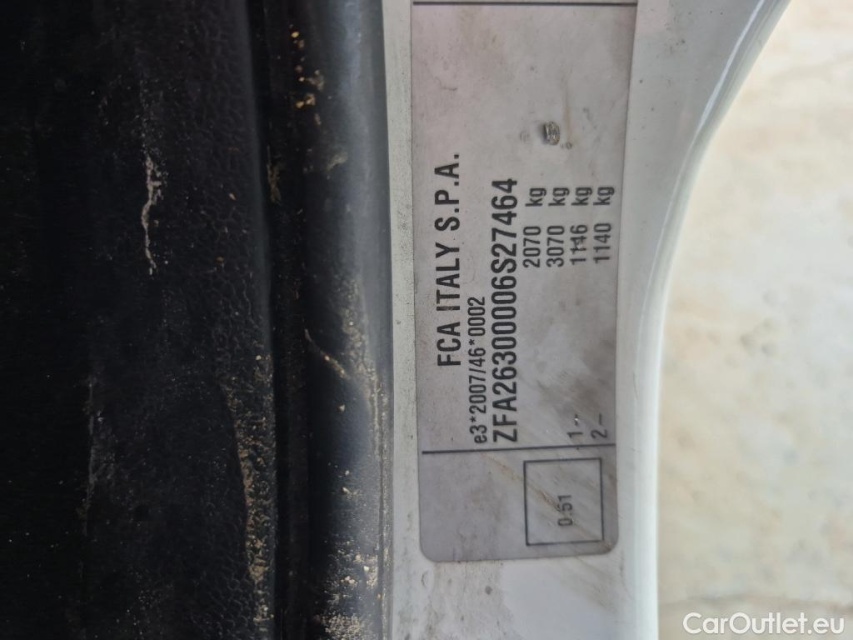 FCA ITALY S.P.A.
e3*2007/46*0002
ZFA26300006S27464
2070 kg
3070 kg
1- 1146 kg
2- 1140 kg
0.61
CarOutlet.eu